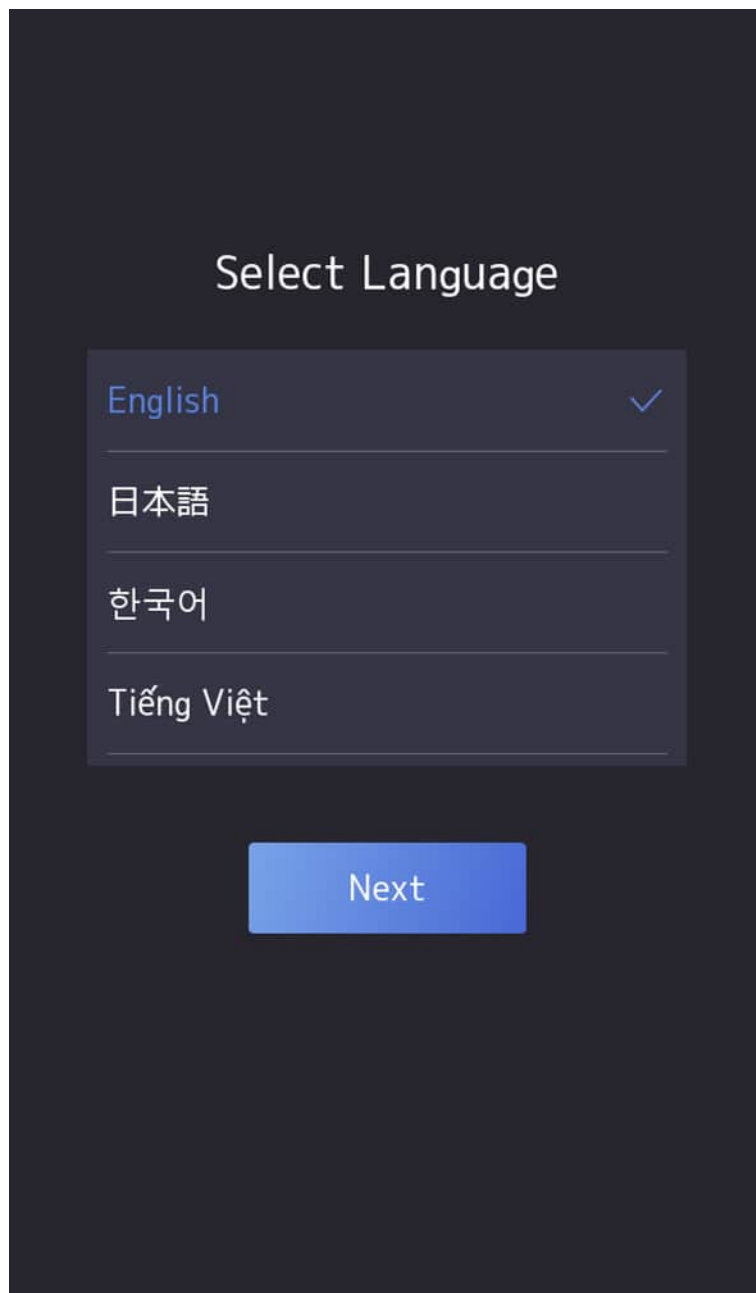 Select Language
English
日本語
한국어
Tiếng Việt
Next